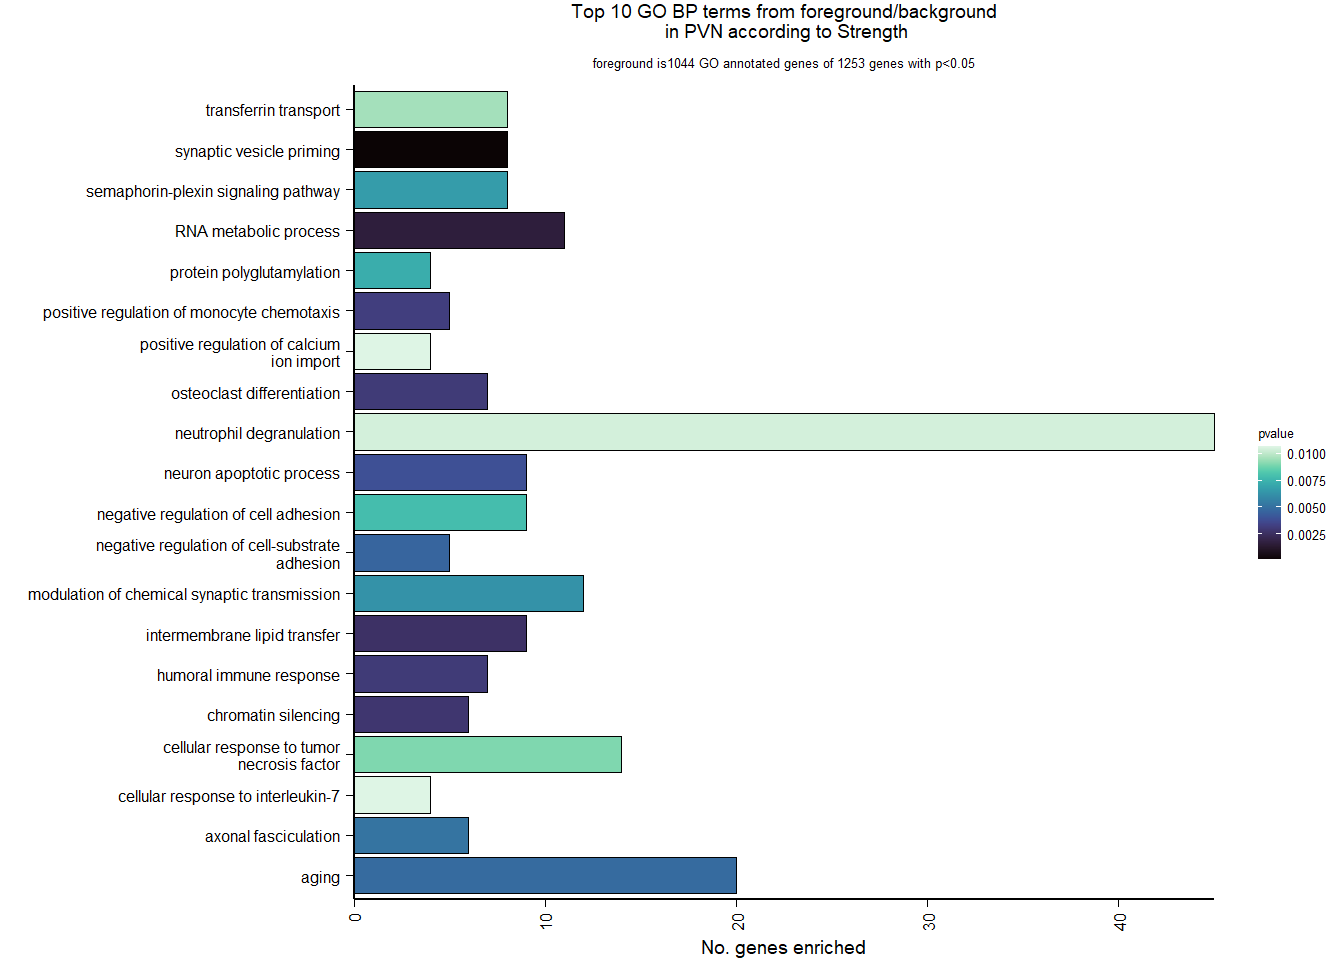 Top 10 GO BP terms from foreground/background
in PVN according to Strength
foreground is1044 GO annotated genes of 1253 genes with p<0.05
transferrin transport
synaptic vesicle priming
semaphorin-plexin signaling pathway
RNA metabolic process
protein polyglutamylation
positive regulation of monocyte chemotaxis
positive regulation of calcium
ion import
osteoclast differentiation
neutrophil degranulation
neuron apoptotic process
negative regulation of cell adhesion
negative regulation of cell-substrate
adhesion
modulation of chemical synaptic transmission
intermembrane lipid transfer
humoral immune response
chromatin silencing
cellular response to tumor
necrosis factor
cellular response to interleukin-7
axonal fasciculation
aging
0
10
20
30
40
No. genes enriched
pvalue
0.0100
0.0075
0.0050
0.0025